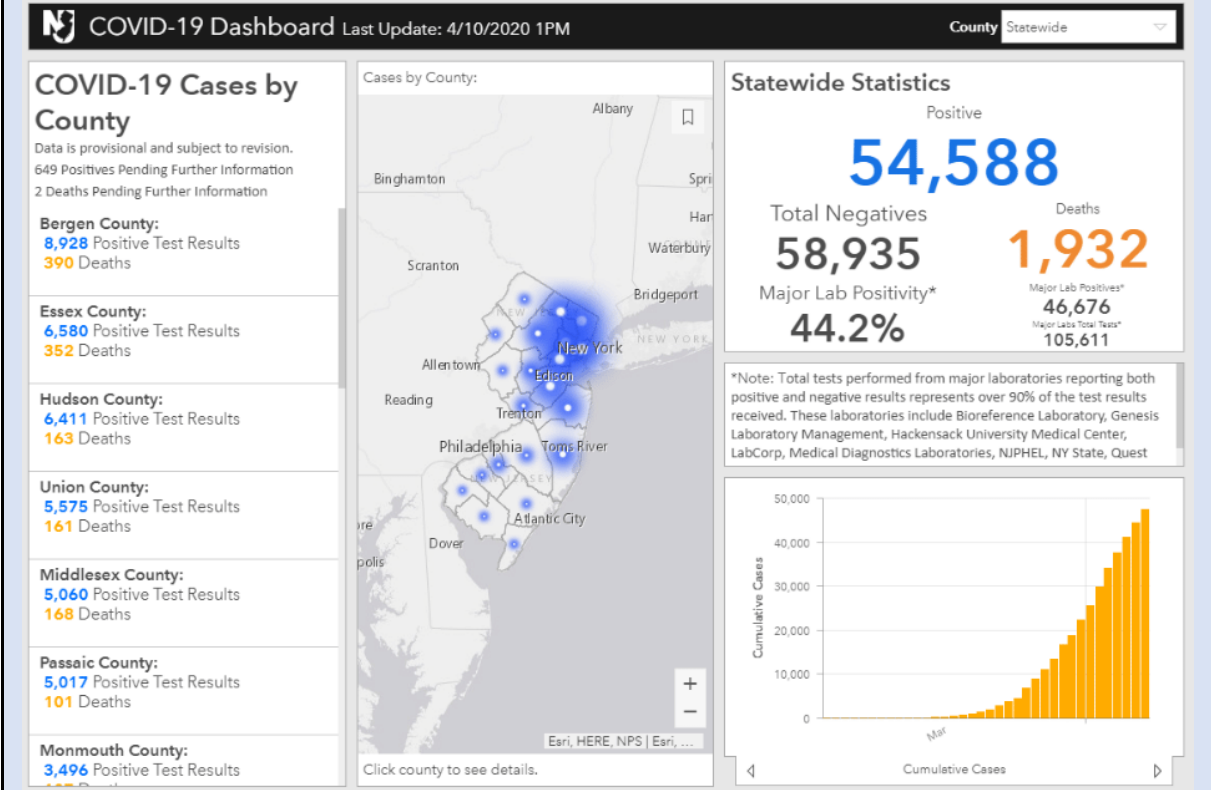 NJ COVID-19 Dashboard Last Update: 4/10/2020 1PM
County Statewide
COVID-19 Cases by
County
Data is provisional and subject to revision.
649 Positives Pending Further Information
2 Deaths Pending Further Information
Bergen County:
8,928 Positive Test Results
390 Deaths
Essex County:
6,580 Positive Test Results
352 Deaths
Hudson County:
6,411 Positive Test Results
163 Deaths
Union County:
5,575 Positive Test Results
161 Deaths
Middlesex County:
5,060 Positive Test Results
168 Deaths
Passaic County:
5,017 Positive Test Results
101 Deaths
Monmouth County:
3,496 Positive Test Results
Cases by County:
Albany
Binghamton
Spri
Har
Waterbury
Scranton
Bridgeport
New York
NEW YORK
Allentown
Edison
Reading
Trenton
Philadelphia
Toms River
NEW JERSEY
Atlantic City
re
Dover
polis
+
−
Esri, HERE, NPS | Esri, ...
Click county to see details.
Statewide Statistics
Positive
54,588
Total Negatives
58,935
Deaths
1,932
Major Lab Positivity*
44.2%
Major Lab Positives*
46,676
Major Labs Total Tests*
105,611
*Note: Total tests performed from major laboratories reporting both
positive and negative results represents over 90% of the test results
received. These laboratories include Bioreference Laboratory, Genesis
Laboratory Management, Hackensack University Medical Center,
LabCorp, Medical Diagnostics Laboratories, NJPHEL, NY State, Quest
Cumulative Cases
50,000
40,000
30,000
20,000
10,000
0
Mar
Cumulative Cases